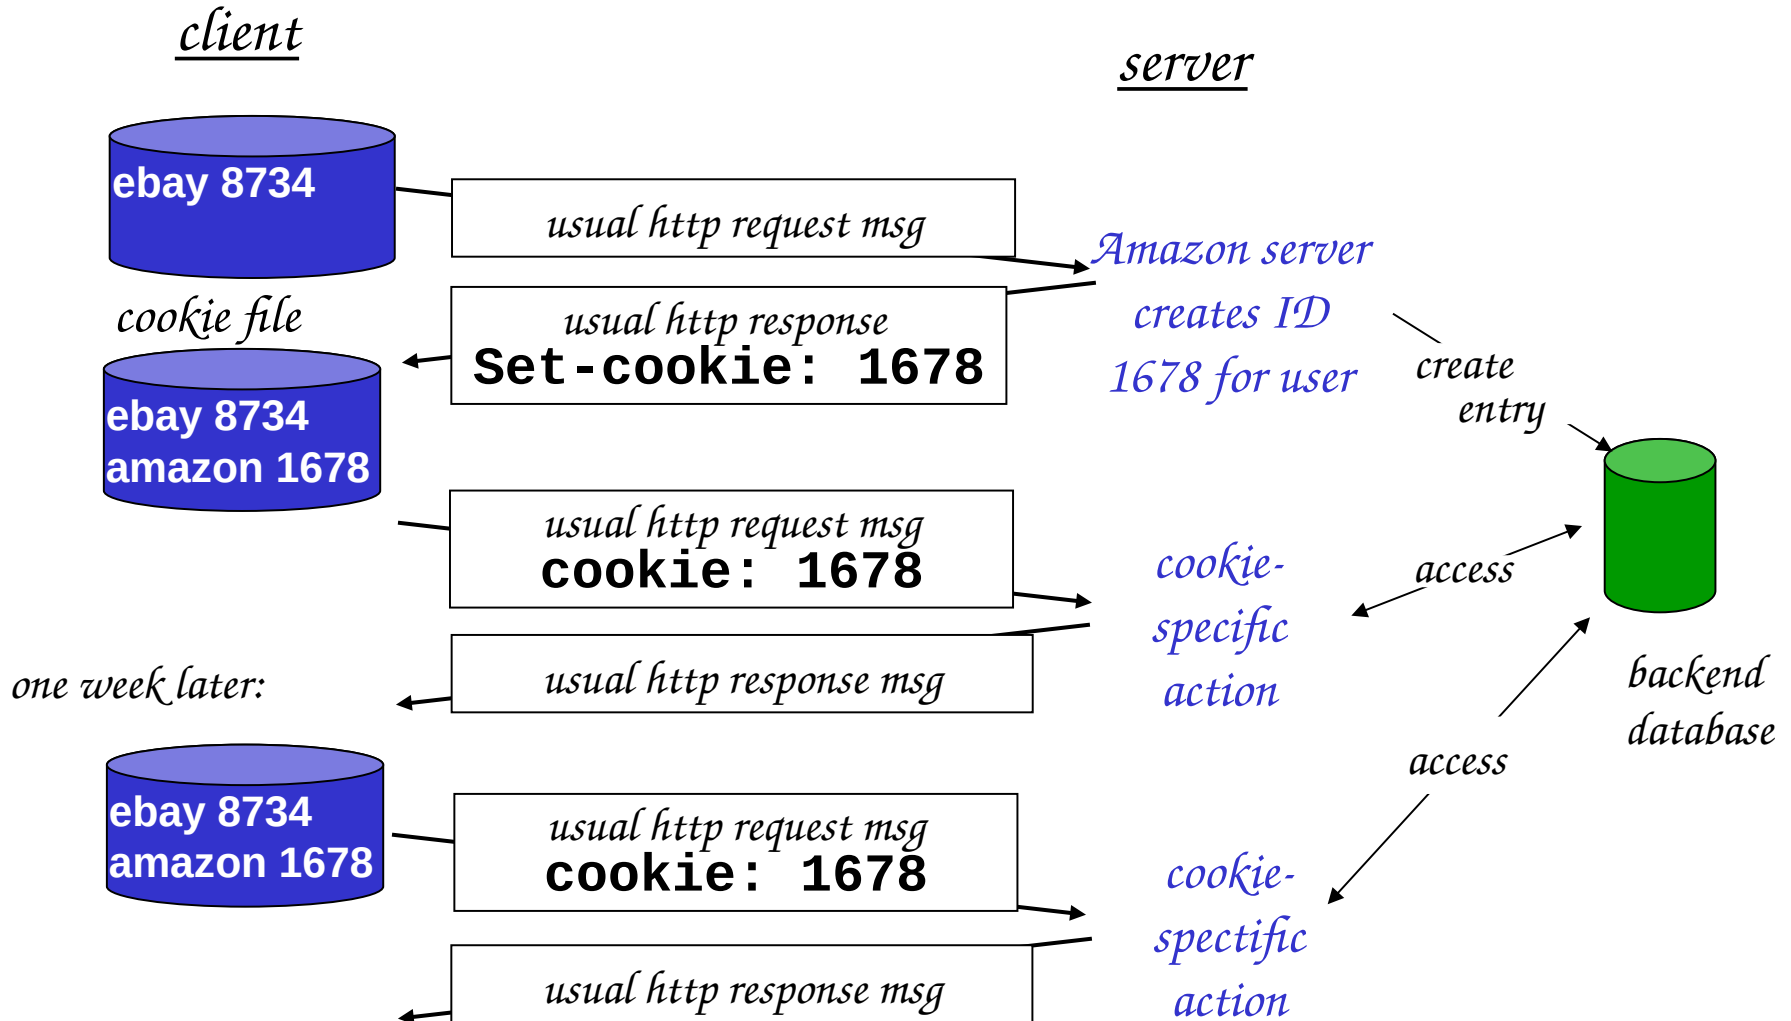 client
server
ebay 8734
usual http request msg
Amazon server
creates ID
1678 for user
cookie file
usual http response
Set-cookie: 1678
create
entry
ebay 8734
amazon 1678
usual http request msg
cookie: 1678
cookie-
specific
action
access
one week later:
usual http response msg
backend
database
access
ebay 8734
amazon 1678
usual http request msg
cookie: 1678
cookie-
spectific
action
usual http response msg